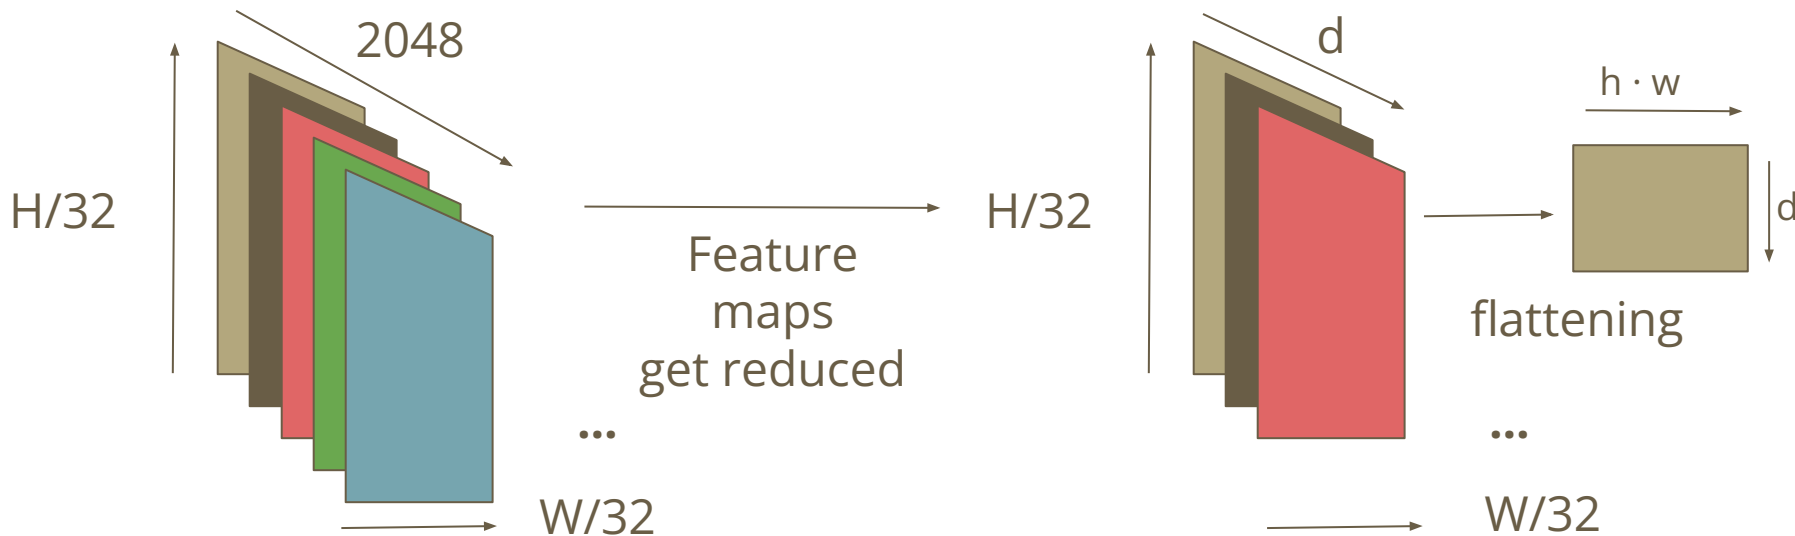 2048
H/32
Feature
maps
get reduced
...
W/32
d
H/32
h · w
d
flattening
...
W/32